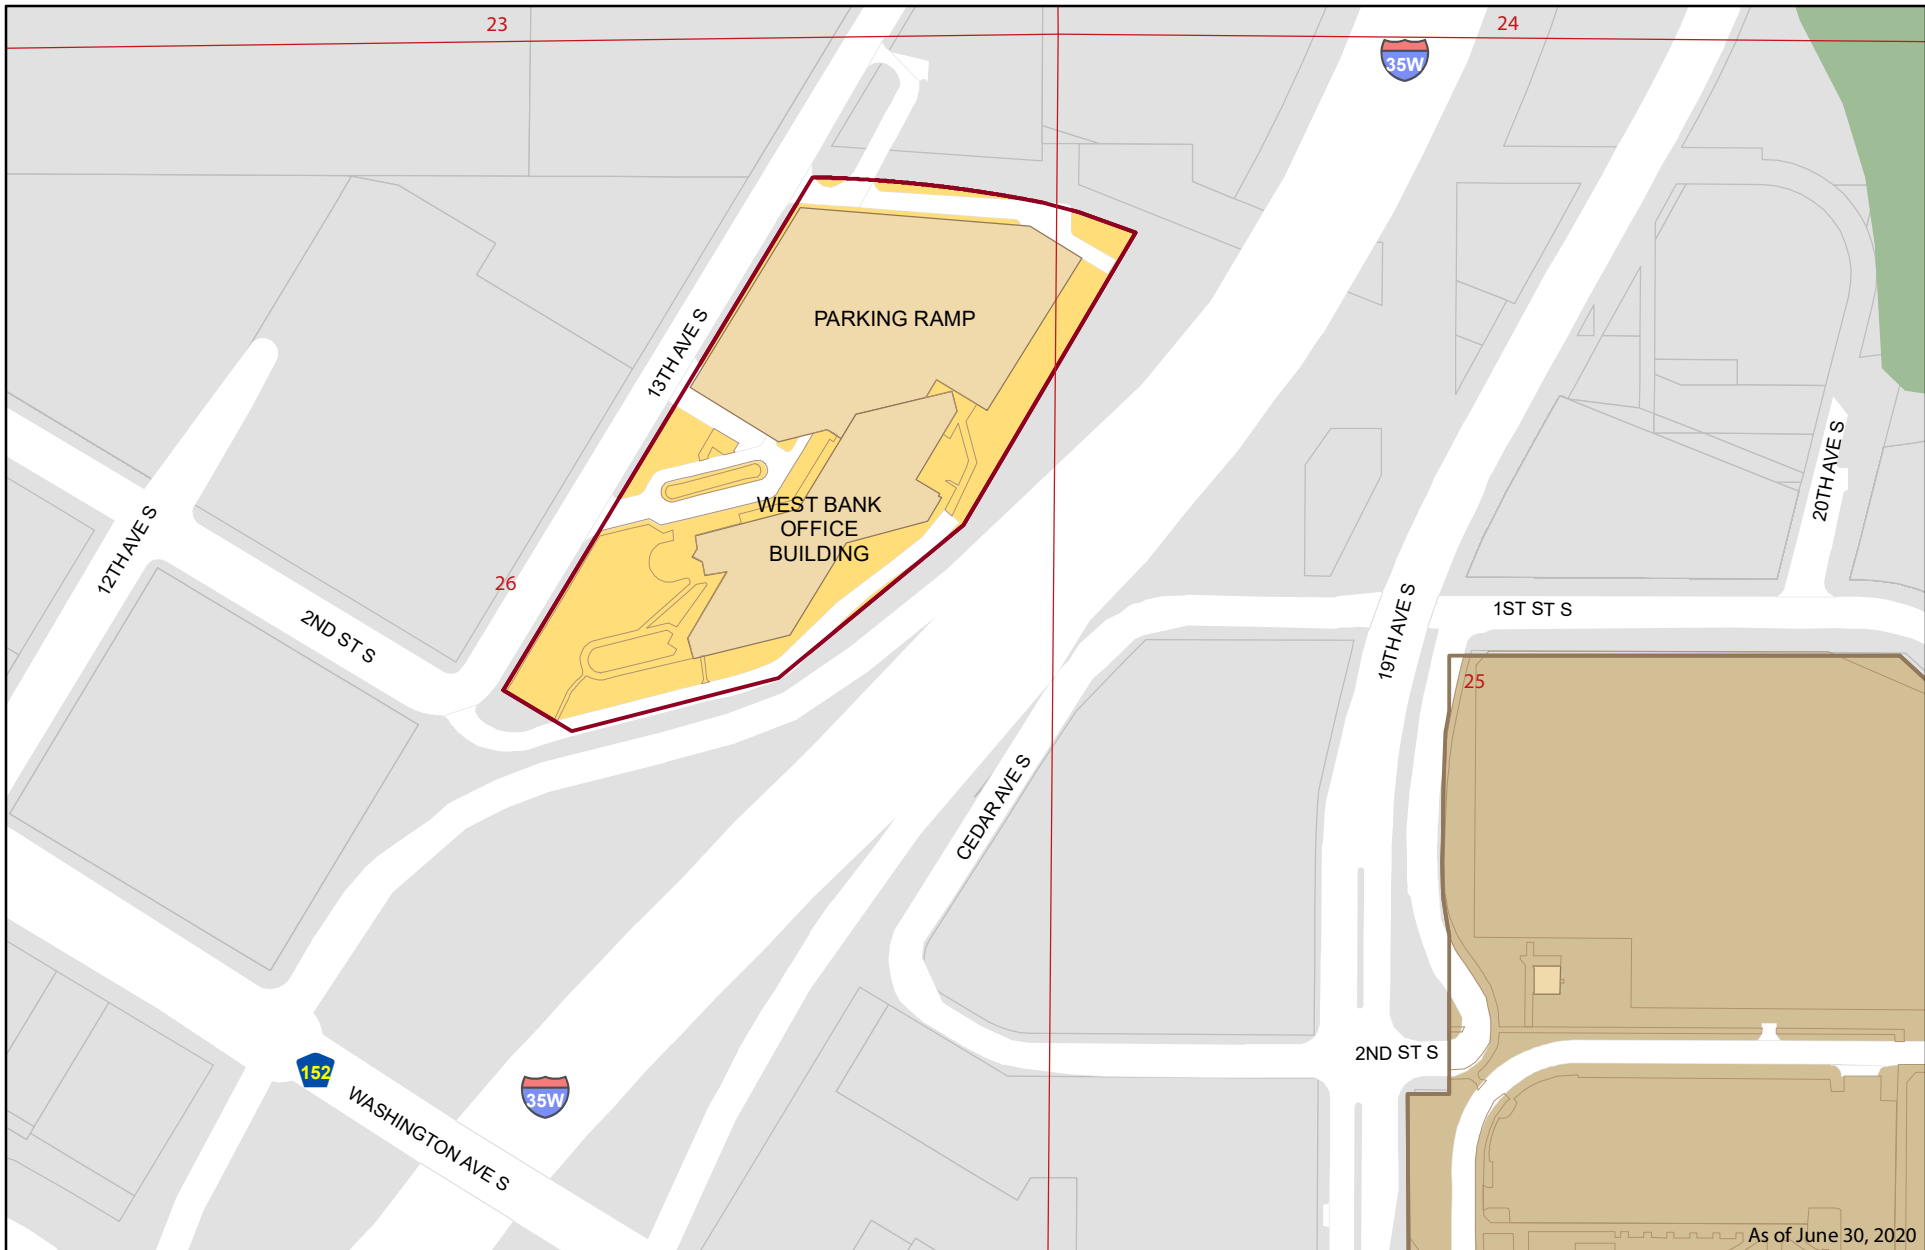 23
24
35W
13TH AVE S
PARKING RAMP
20TH AVE S
12TH AVE S
WEST BANK
OFFICE
BUILDING
26
2ND ST S
19TH AVE S
1ST ST S
25
CEDAR AVE S
2ND ST S
152
35W
WASHINGTON AVE S
As of June 30, 2020